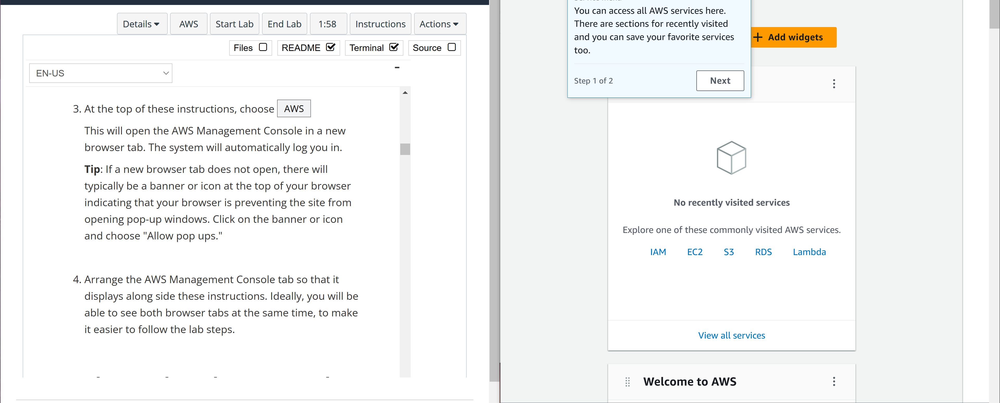 Details
AWS
Start Lab
End Lab
1:58
Instructions
Actions
Files
README
Terminal
Source
EN-US
3. At the top of these instructions, choose AWS
This will open the AWS Management Console in a new
browser tab. The system will automatically log you in.
Tip: If a new browser tab does not open, there will
typically be a banner or icon at the top of your browser
indicating that your browser is preventing the site from
opening pop-up windows. Click on the banner or icon
and choose "Allow pop ups."
4. Arrange the AWS Management Console tab so that it
displays along side these instructions. Ideally, you will be
able to see both browser tabs at the same time, to make
it easier to follow the lab steps.
You can access all AWS services here.
There are sections for recently visited
and you can save your favorite services
too.
Step 1 of 2
Next
+ Add widgets
No recently visited services
Explore one of these commonly visited AWS services.
IAM
EC2
S3
RDS
Lambda
View all services
Welcome to AWS